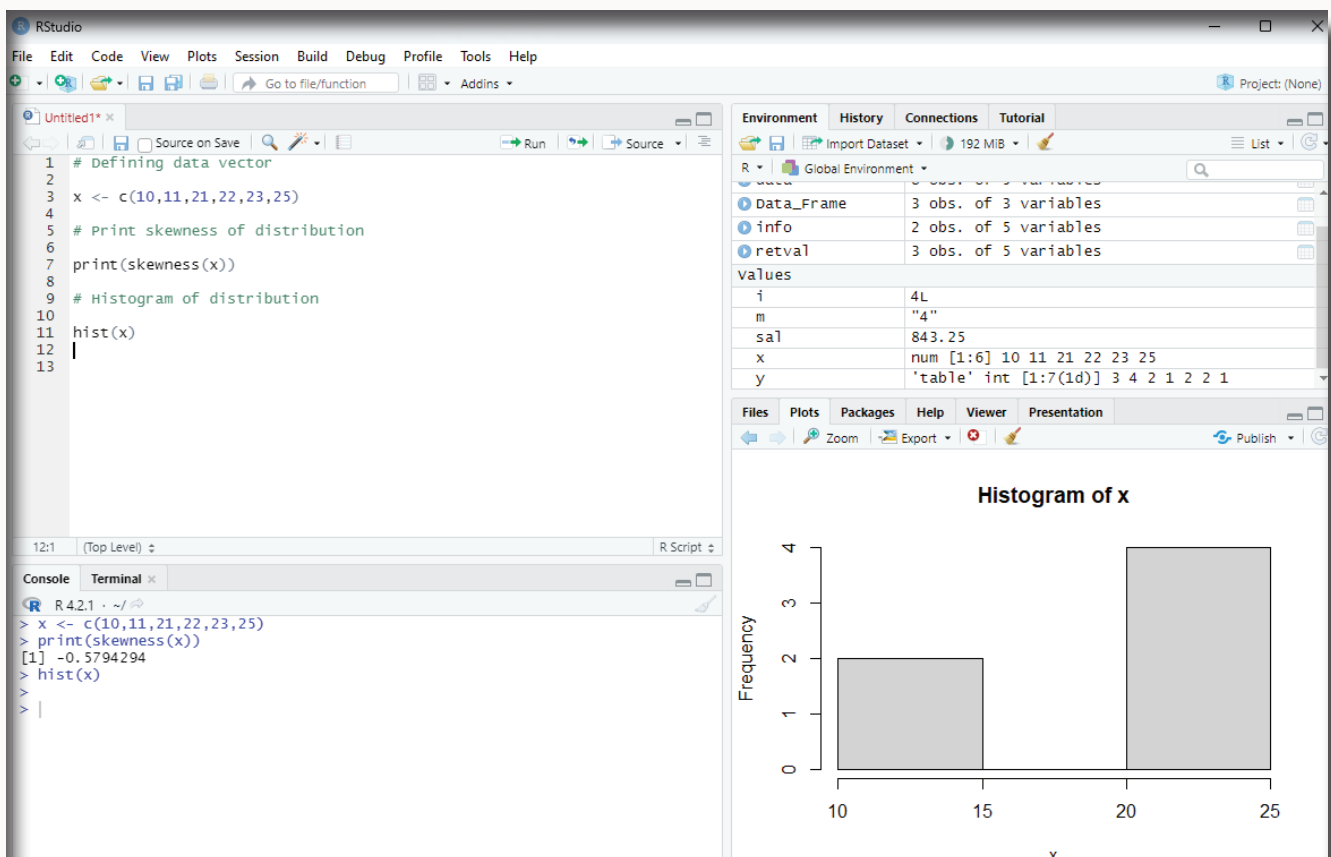 RStudio
File Edit Code View Plots Session Build Debug Profile Tools Help
Go to file/function Addins Project: (None)
Untitled1*
Source on Save Run Source
1 # Defining data vector
2
3 x <- c(10,11,21,22,23,25)
4
5 # Print skewness of distribution
6
7 print(skewness(x))
8
9 # Histogram of distribution
10
11 hist(x)
12
13
12:1 (Top Level) R Script
Console Terminal
R 4.2.1 · ~/
> x <- c(10,11,21,22,23,25)
> print(skewness(x))
[1] -0.5794294
> hist(x)
>
>
Environment History Connections Tutorial
Import Dataset 192 MiB List
R Global Environment
Data_Frame 3 obs. of 3 variables
info 2 obs. of 5 variables
retval 3 obs. of 5 variables
Values
i 4L
m "4"
sal 843.25
x num [1:6] 10 11 21 22 23 25
y 'table' int [1:7(1d)] 3 4 2 1 2 2 1
Files Plots Packages Help Viewer Presentation
Zoom Export Publish
Histogram of x
Frequency
4
3
2
1
0
10 15 20 25
x